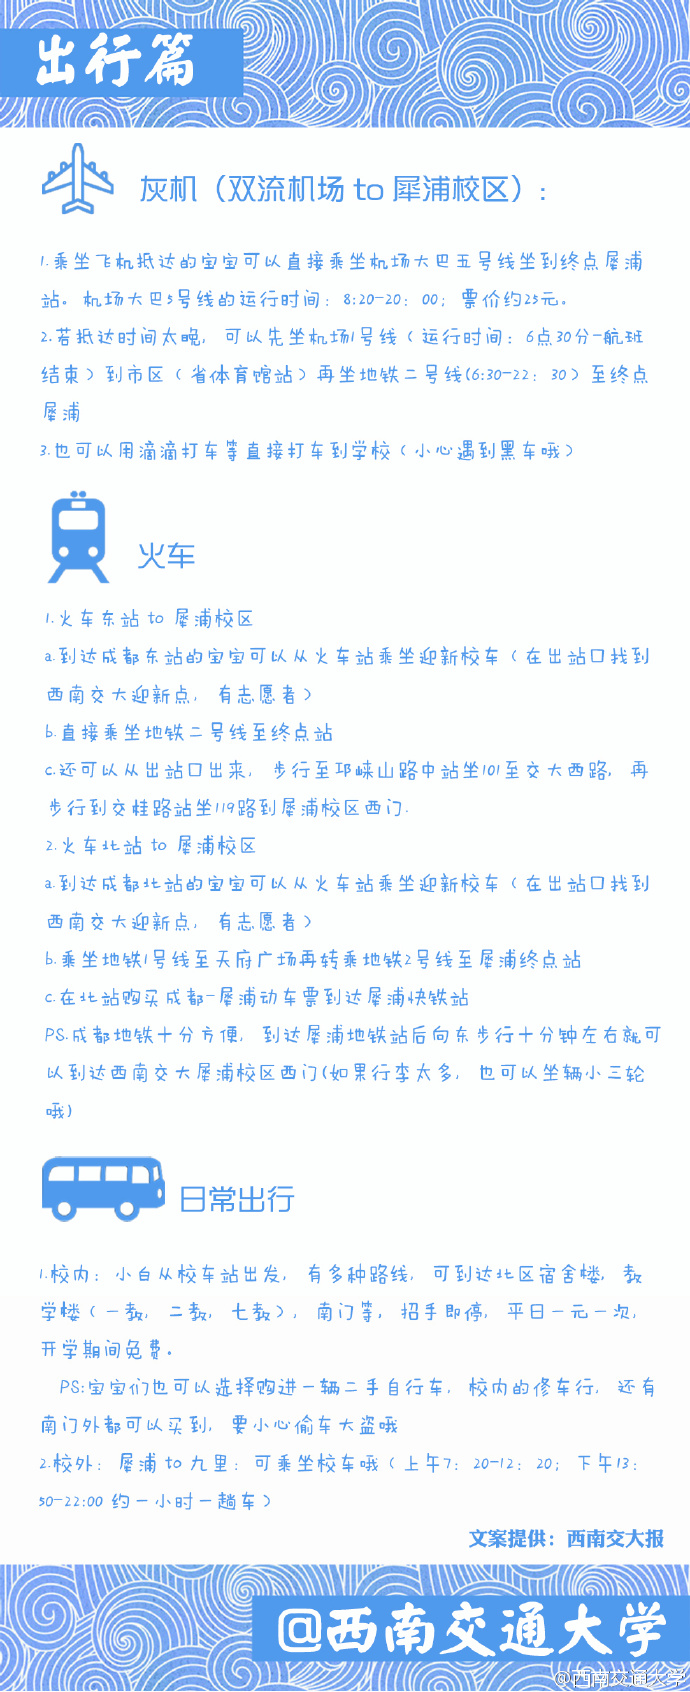 出行篇
灰机（双流机场 to 犀浦校区）:
1.乘坐飞机抵达的宝宝可以直接乘坐机场大巴五号线坐到终点犀浦
站。机场大巴5号线的运行时间：8:20-20：00；票价约25元。
2.若抵达时间太晚，可以先坐机场1号线（运行时间：6点30分-航班
结束）到市区（省体育馆站）再坐地铁二号线(6:30-22：30）至终点
犀浦
3.也可以用滴滴打车等直接打车到学校（小心遇到黑车哦）
火车
1.火车东站 to 犀浦校区
a.到达成都东站的宝宝可以从火车站乘坐迎新校车（在出站口找到
西南交大迎新点，有志愿者）
b.直接乘坐地铁二号线至终点站
c.还可以从出站口出来，步行至邛崃山路中站坐101至交大西路，再
步行到交桂路站坐119路到犀浦校区西门.
2.火车北站 to 犀浦校区
a.到达成都北站的宝宝可以从火车站乘坐迎新校车（在出站口找到
西南交大迎新点，有志愿者）
b.乘坐地铁1号线至天府广场再转乘地铁2号线至犀浦终点站
c.在北站购买成都-犀浦动车票到达犀浦快铁站
PS.成都地铁十分方便，到达犀浦地铁站后向东步行十分钟左右就可
以到达西南交大犀浦校区西门(如果行李太多，也可以坐辆小三轮
哦)
日常出行
1.校内：小白从校车站出发，有多种路线，可到达北区宿舍楼，教
学楼（一教，二教，七教），南门等，招手即停，平日一元一次，
开学期间免费。
PS:宝宝们也可以选择购进一辆二手自行车，校内的修车行，还有
南门外都可以买到，要小心偷车大盗哦
2.校外：犀浦 to 九里：可乘坐校车哦（上午7：20-12：20；下午13：
50-22:00 约一小时一趟车）
文案提供：西南交大报
@西南交通大学
@西南交通大学